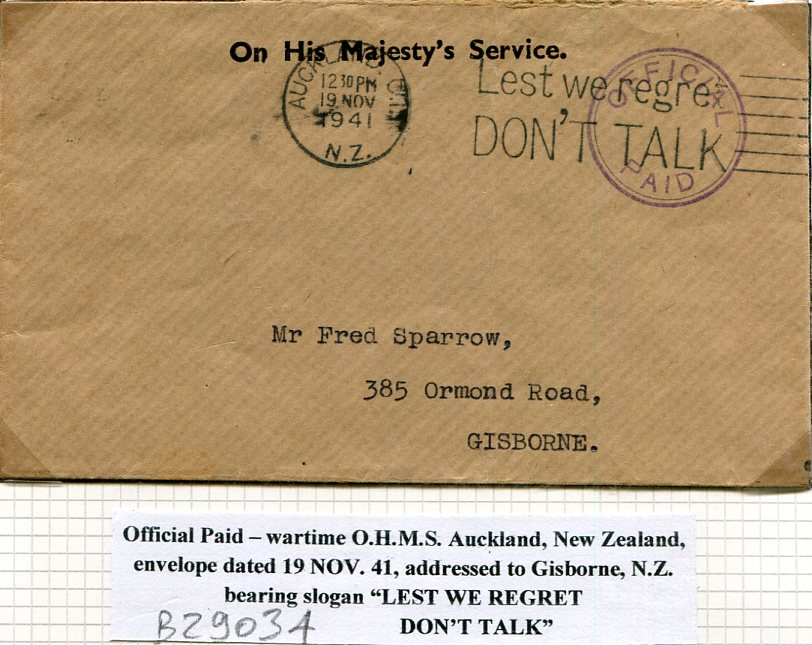 On His Majesty's Service.
AUCKLAND
12 30 PM
19 NOV
1941
N.Z.
Lest we regret
DON'T TALK
OFFICIAL
PAID
Mr Fred Sparrow,
385 Ormond Road,
GISBORNE.
Official Paid – wartime O.H.M.S. Auckland, New Zealand,
envelope dated 19 NOV. 41, addressed to Gisborne, N.Z.
bearing slogan “LEST WE REGRET
DON'T TALK”
B29034